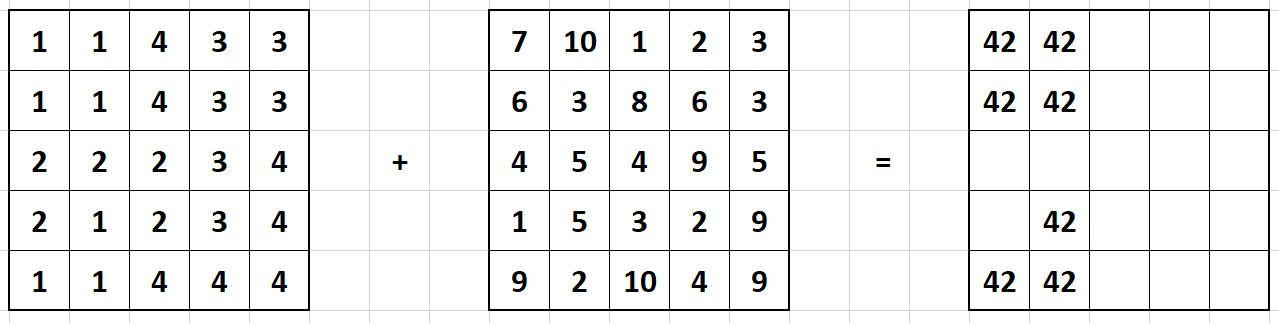 1 1 4 3 3 7 10 1 2 3 42 42
1 1 4 3 3 6 3 8 6 3 42 42
2 2 2 3 4 + 4 5 4 9 5 =
2 1 2 3 4 1 5 3 2 9 42
1 1 4 4 4 9 2 10 4 9 42 42